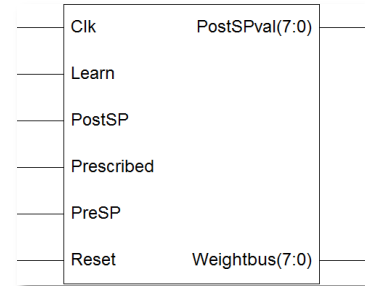 Clk PostSPval(7:0)
Learn
PostSP
Prescribed
PreSP
Reset Weightbus(7:0)